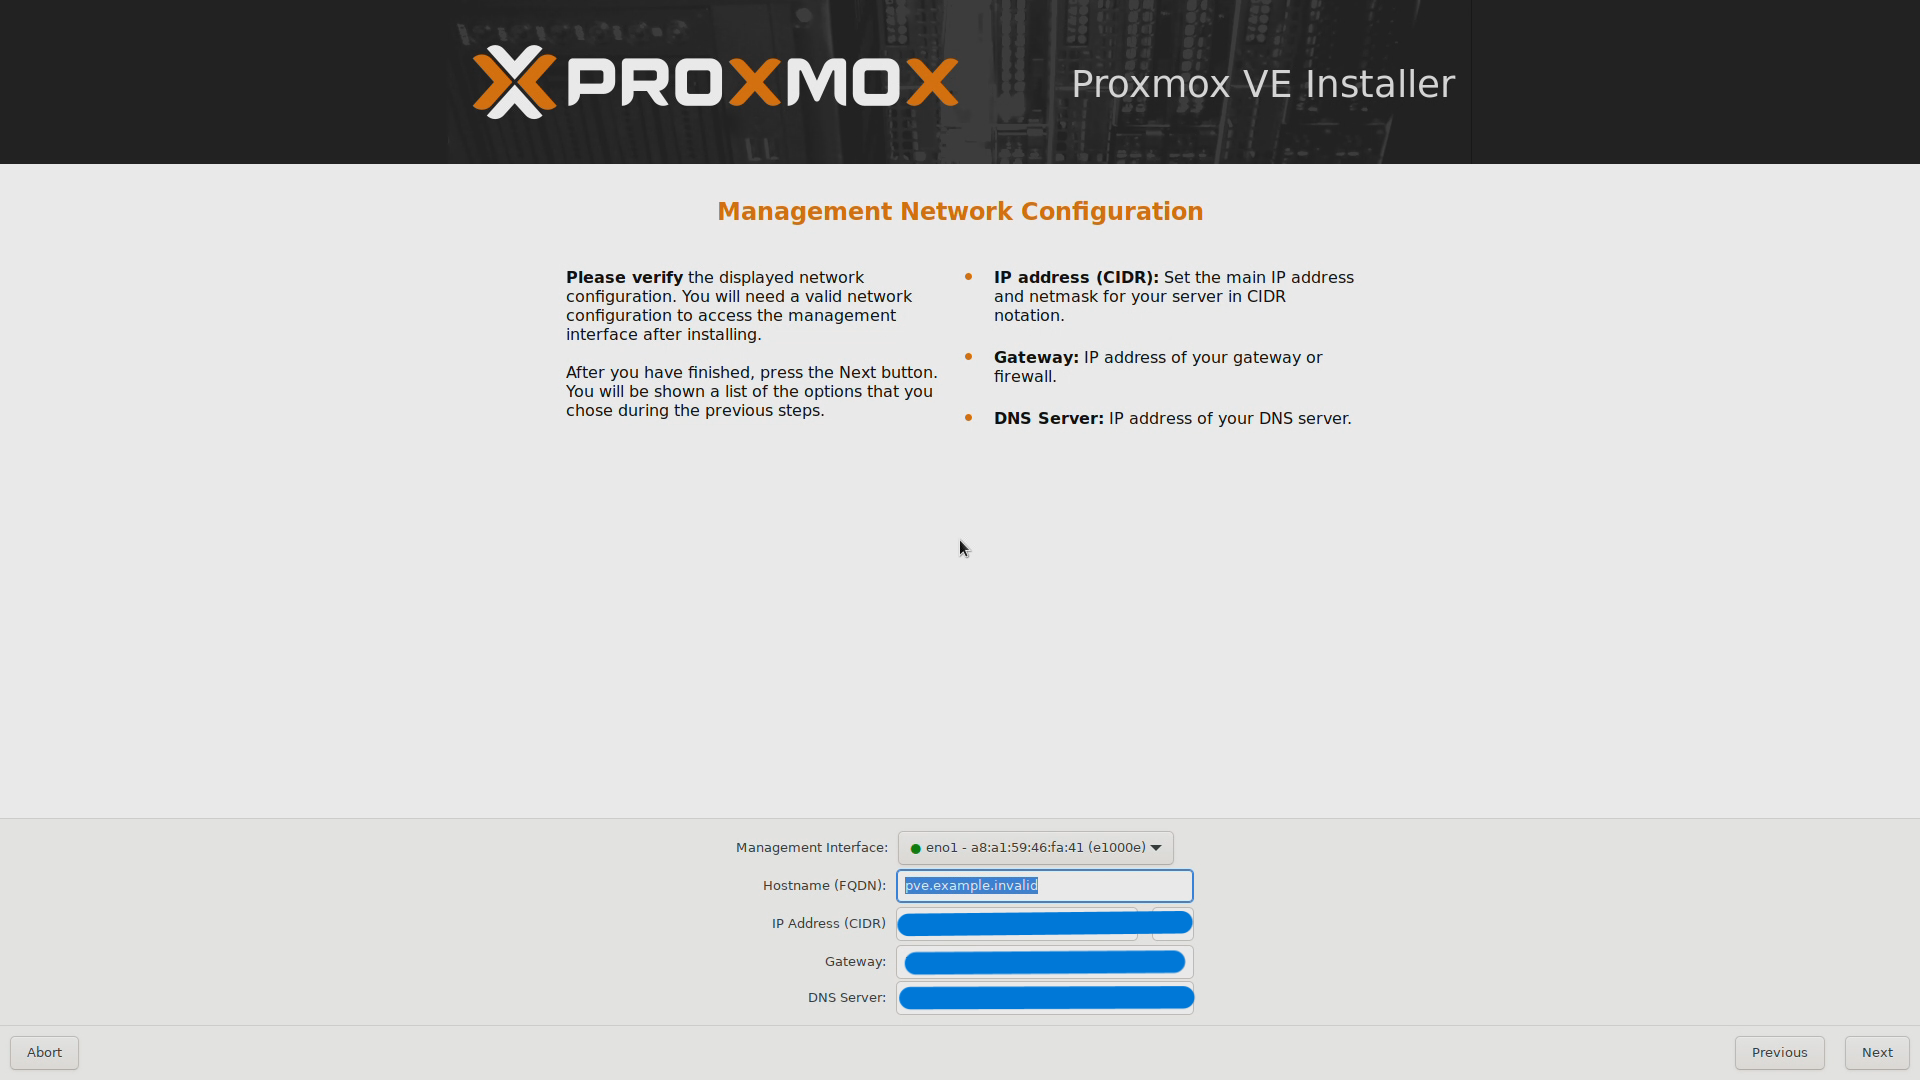 PROXMOX
Proxmox VE Installer
Management Network Configuration
Please verify the displayed network
configuration. You will need a valid network
configuration to access the management
interface after installing.
After you have finished, press the Next button.
You will be shown a list of the options that you
chose during the previous steps.
IP address (CIDR): Set the main IP address
and netmask for your server in CIDR
notation.
Gateway: IP address of your gateway or
firewall.
DNS Server: IP address of your DNS server.
Management Interface: eno1 - a8:a1:59:46:fa:41 (e1000e)
Hostname (FQDN): pve.example.invalid
IP Address (CIDR)
Gateway:
DNS Server:
Abort
Previous
Next